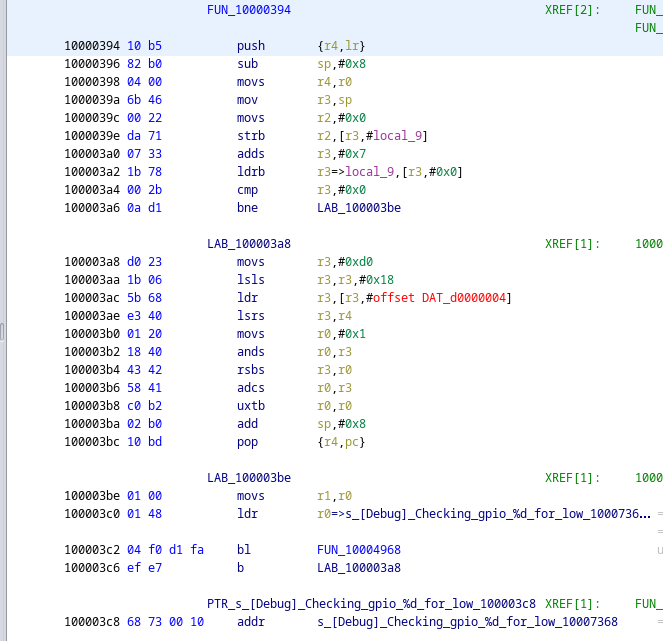 FUN_10000394 XREF[2]: FUN_
FUN_
10000394 10 b5 push {r4,lr}
10000396 82 b0 sub sp,#0x8
10000398 04 00 movs r4,r0
1000039a 6b 46 mov r3,sp
1000039c 00 22 movs r2,#0x0
1000039e da 71 strb r2,[r3,#local_9]
100003a0 07 33 adds r3,#0x7
100003a2 1b 78 ldrb r3=>local_9,[r3,#0x0]
100003a4 00 2b cmp r3,#0x0
100003a6 0a d1 bne LAB_100003be
LAB_100003a8 XREF[1]: 1000
100003a8 d0 23 movs r3,#0xd0
100003aa 1b 06 lsls r3,r3,#0x18
100003ac 5b 68 ldr r3,[r3,#offset DAT_d0000004]
100003ae e3 40 lsrs r3,r4
100003b0 01 20 movs r0,#0x1
100003b2 18 40 ands r0,r3
100003b4 43 42 rsbs r3,r0
100003b6 58 41 adcs r0,r3
100003b8 c0 b2 uxtb r0,r0
100003ba 02 b0 add sp,#0x8
100003bc 10 bd pop {r4,pc}
LAB_100003be XREF[1]: 1000
100003be 01 00 movs r1,r0
100003c0 01 48 ldr r0=>s_[Debug]_Checking_gpio_%d_for_low_1000736... =
=
100003c2 04 f0 d1 fa bl FUN_10004968 u
100003c6 ef e7 b LAB_100003a8
PTR_s_[Debug]_Checking_gpio_%d_for_low_100003c8 XREF[1]: FUN_
100003c8 68 73 00 10 addr s_[Debug]_Checking_gpio_%d_for_low_10007368 =